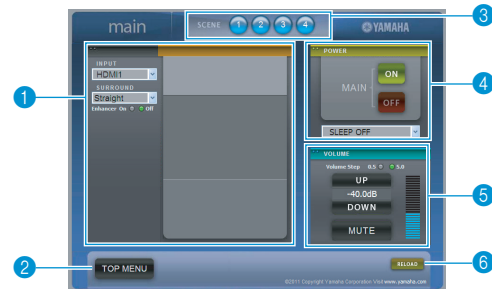 main
SCENE 1 2 3 4
YAMAHA
3
1
INPUT
HDMI1
SURROUND
Straight
Enhancer On Off
POWER
MAIN
ON
OFF
SLEEP OFF
4
VOLUME
Volume Step 0.5 5.0
UP
-40.0dB
DOWN
MUTE
5
2
TOP MENU
RELOAD
6
©2011 Copyright Yamaha Corporation Visit www.yamaha.com